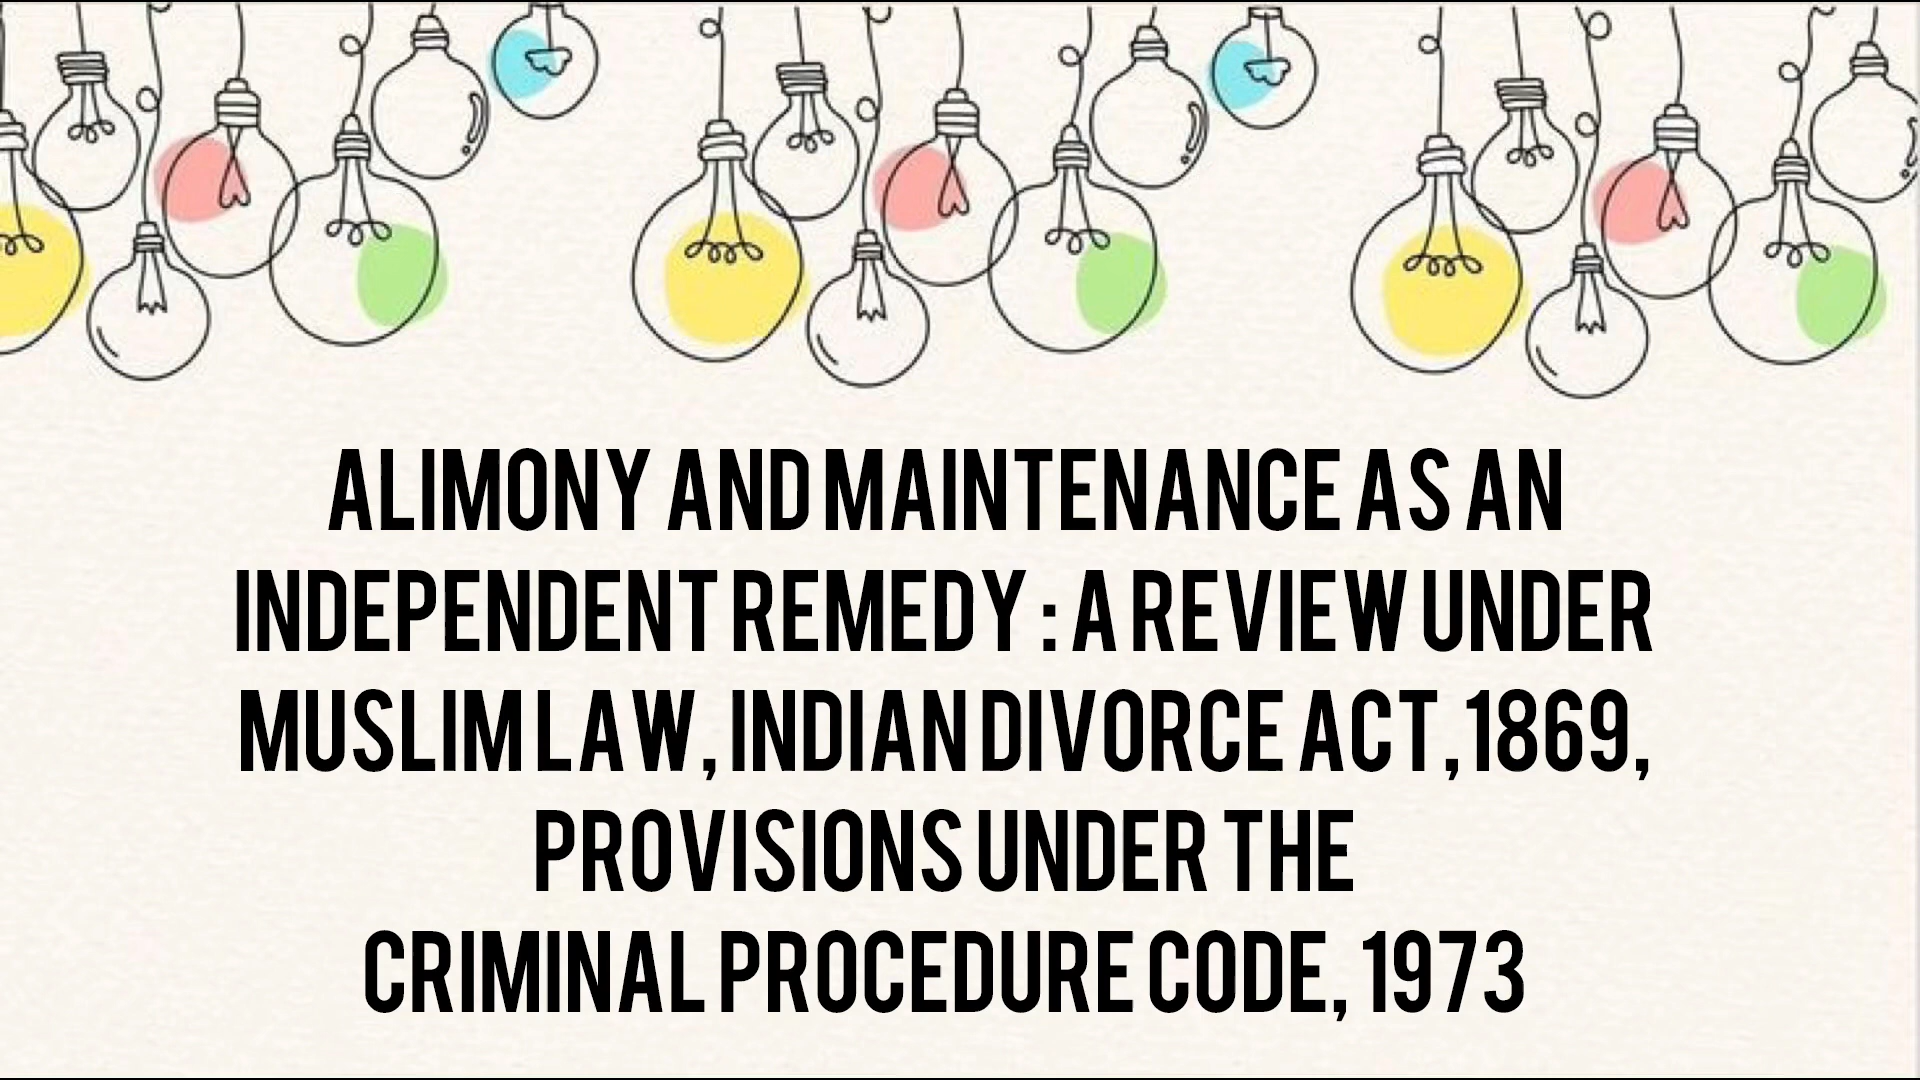 ALIMONY AND MAINTENANCE AS AN
INDEPENDENT REMEDY : A REVIEW UNDER
MUSLIM LAW, INDIAN DIVORCE ACT,1869,
PROVISIONS UNDER THE
CRIMINAL PROCEDURE CODE, 1973